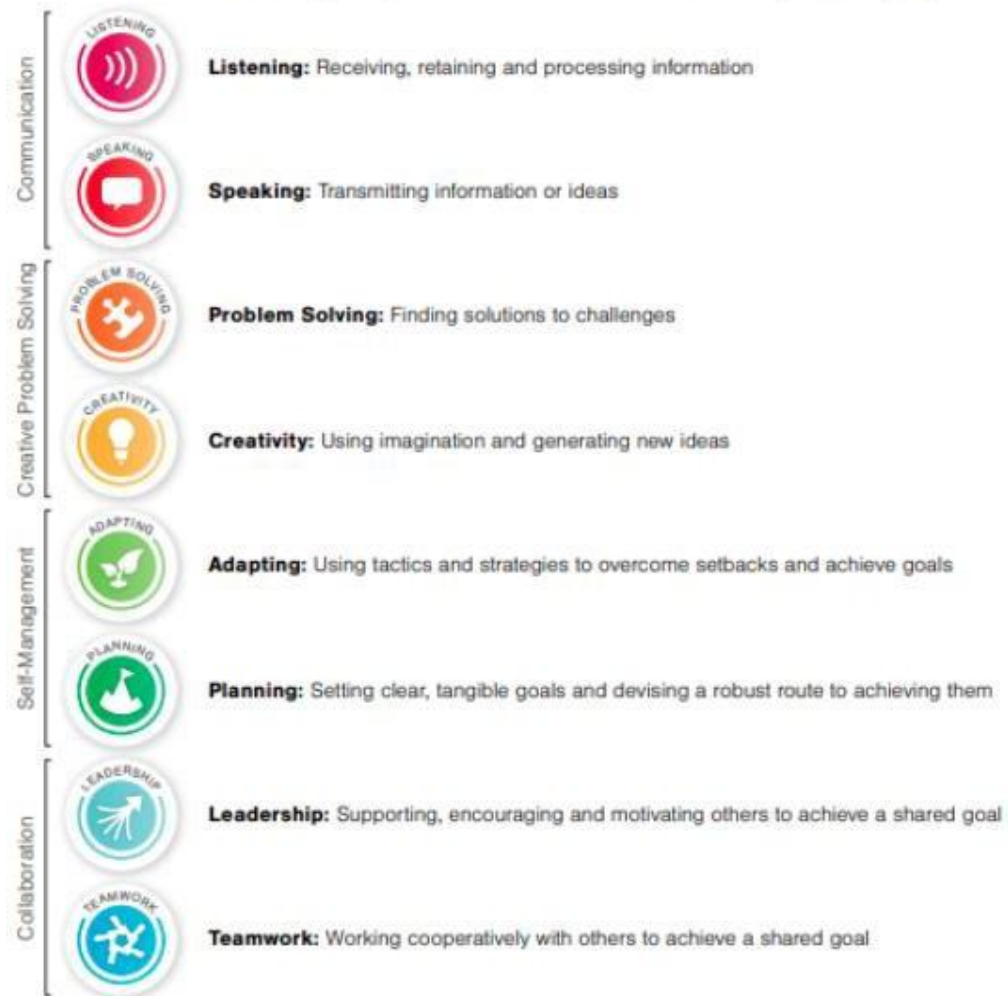 Communication
LISTENING
Listening: Receiving, retaining and processing information
SPEAKING
Speaking: Transmitting information or ideas
Creative Problem Solving
PROBLEM SOLVING
Problem Solving: Finding solutions to challenges
CREATIVITY
Creativity: Using imagination and generating new ideas
Self-Management
ADAPTING
Adapting: Using tactics and strategies to overcome setbacks and achieve goals
PLANNING
Planning: Setting clear, tangible goals and devising a robust route to achieving them
Collaboration
LEADERSHIP
Leadership: Supporting, encouraging and motivating others to achieve a shared goal
TEAMWORK
Teamwork: Working cooperatively with others to achieve a shared goal